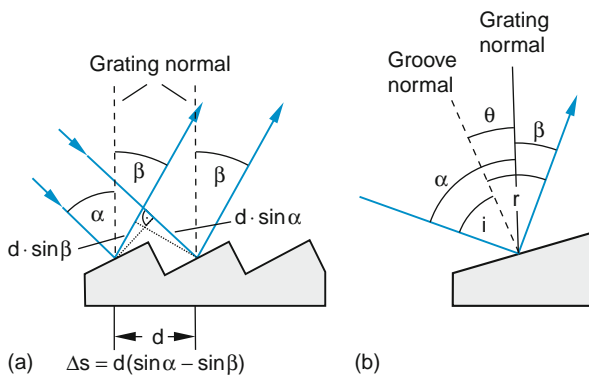 Grating normal
α
β
β
d · sin β
d · sin α
d
(a)
Δs = d(sin α – sin β)
Grating
normal
Groove
normal
θ
β
α
r
i
(b)